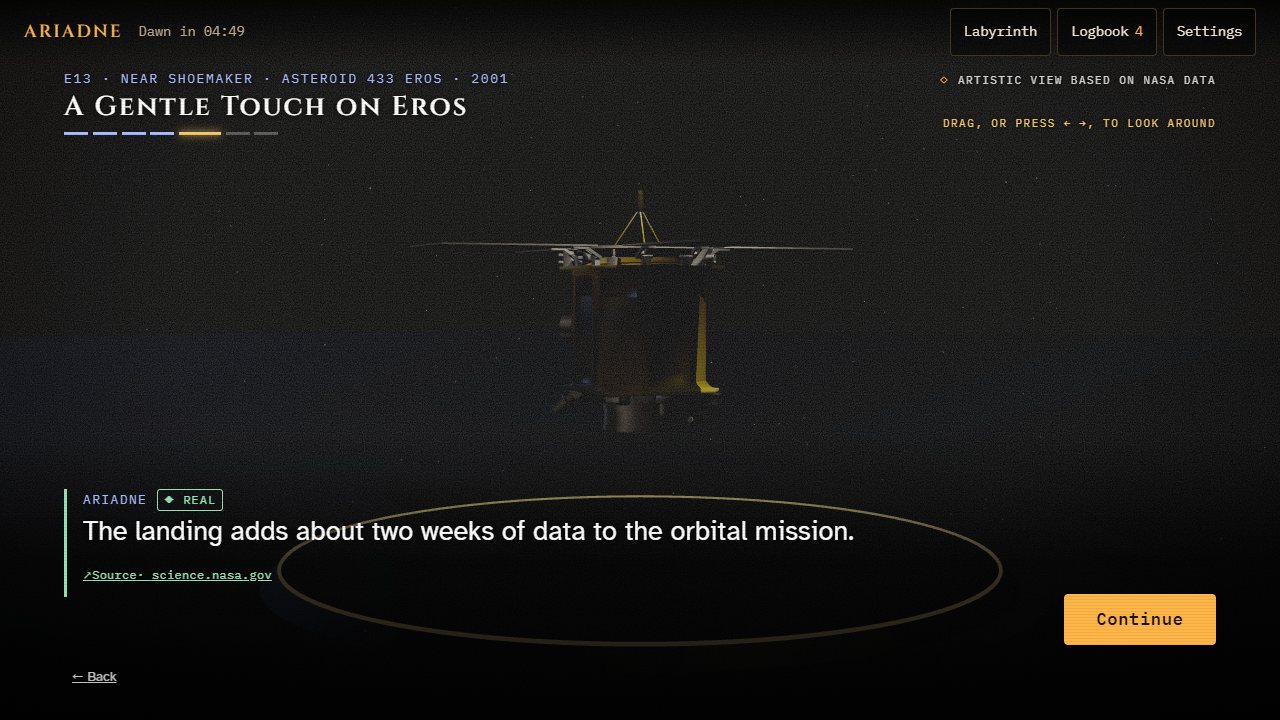 ARIADNE Dawn in 04:49 Labyrinth Logbook 4 Settings
E13 · NEAR SHOEMAKER · ASTEROID 433 EROS · 2001
◇ ARTISTIC VIEW BASED ON NASA DATA
A Gentle Touch on Eros
DRAG, OR PRESS ← →, TO LOOK AROUND
ARIADNE ◆ REAL
The landing adds about two weeks of data to the orbital mission.
↗Source· science.nasa.gov
Continue
← Back